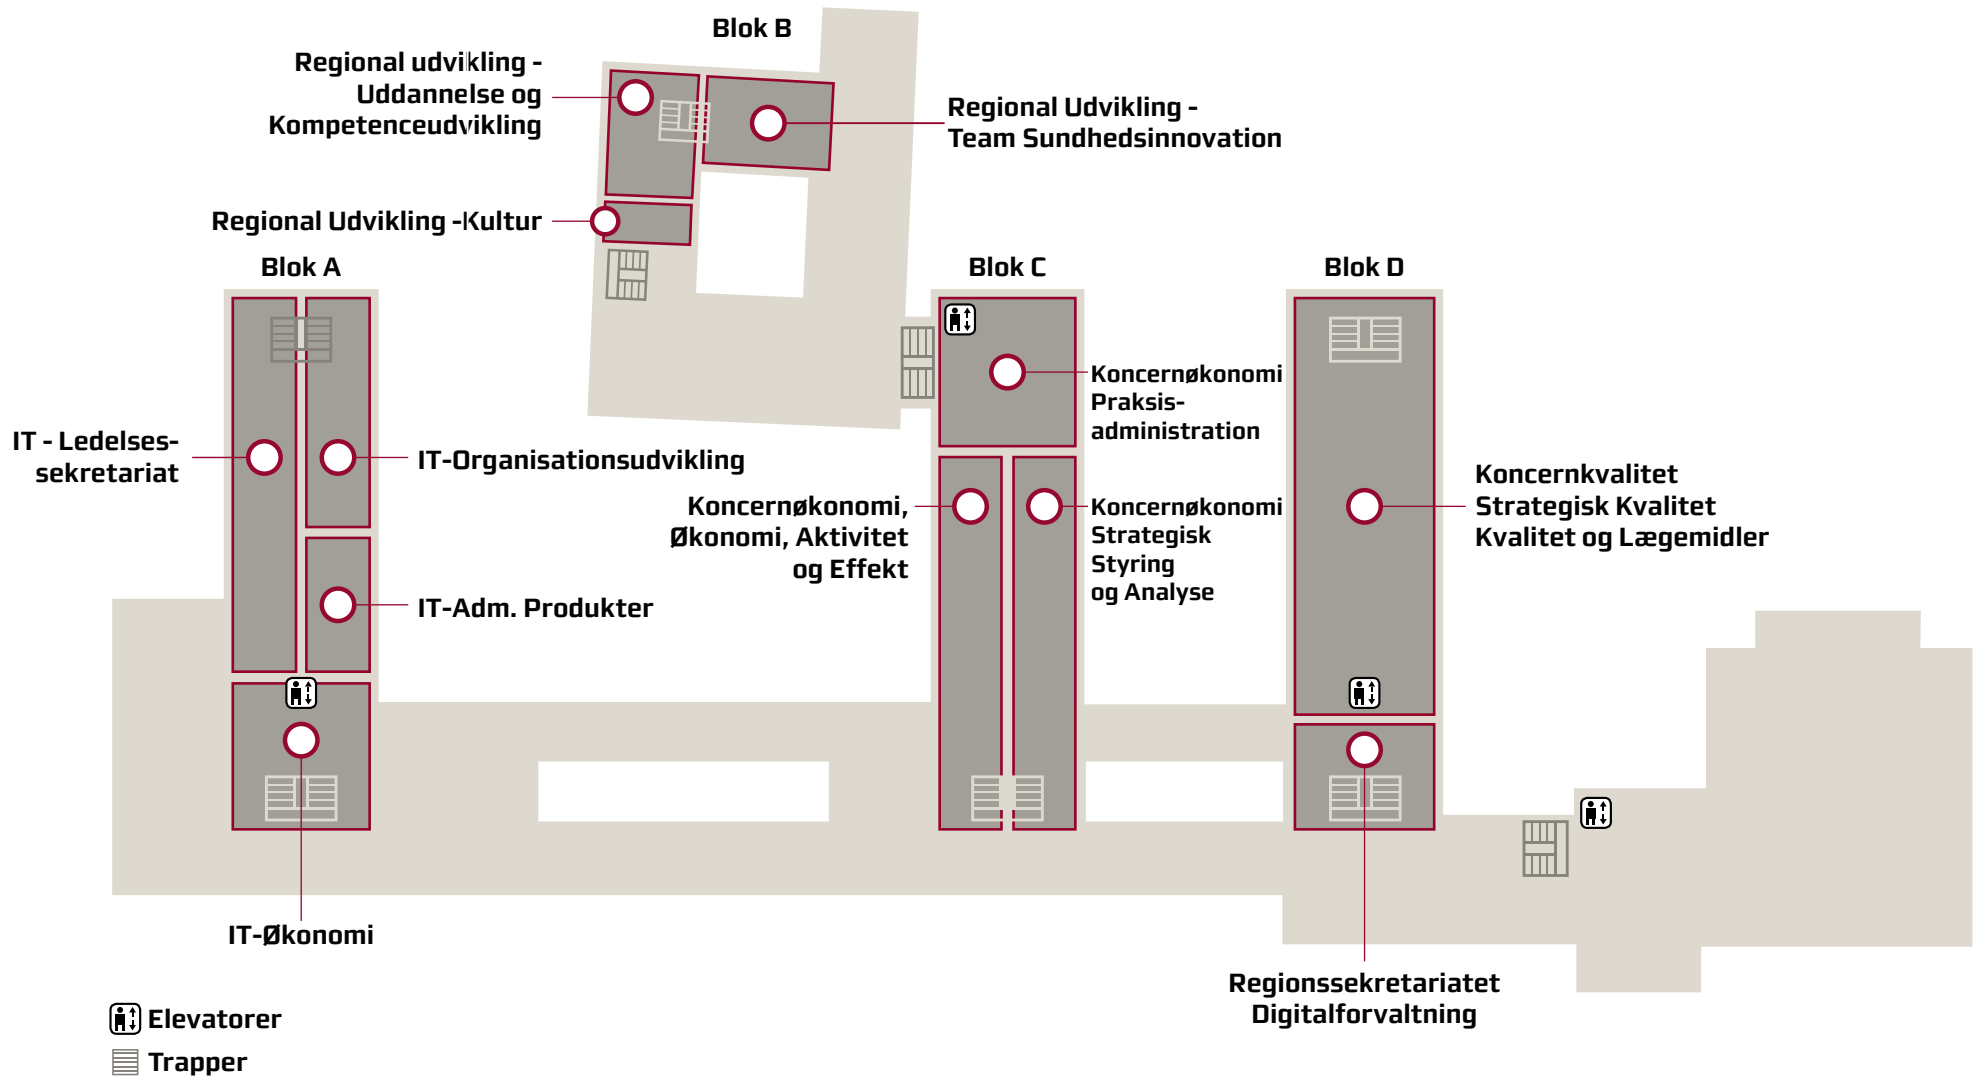 Blok B
Regional udvikling -
Uddannelse og
Kompetenceudvikling
Regional Udvikling -
Team Sundhedsinnovation
Regional Udvikling -Kultur
Blok A
Blok C
Blok D
Koncernøkonomi
Praksis-
administration
IT - Ledelses-
sekretariat
IT-Organisationsudvikling
Koncernøkonomi,
Økonomi, Aktivitet
og Effekt
Koncernøkonomi
Strategisk
Styring
og Analyse
Koncernkvalitet
Strategisk Kvalitet
Kvalitet og Lægemidler
IT-Adm. Produkter
IT-Økonomi
Regionssekretariatet
Digitalforvaltning
Elevatorer
Trapper